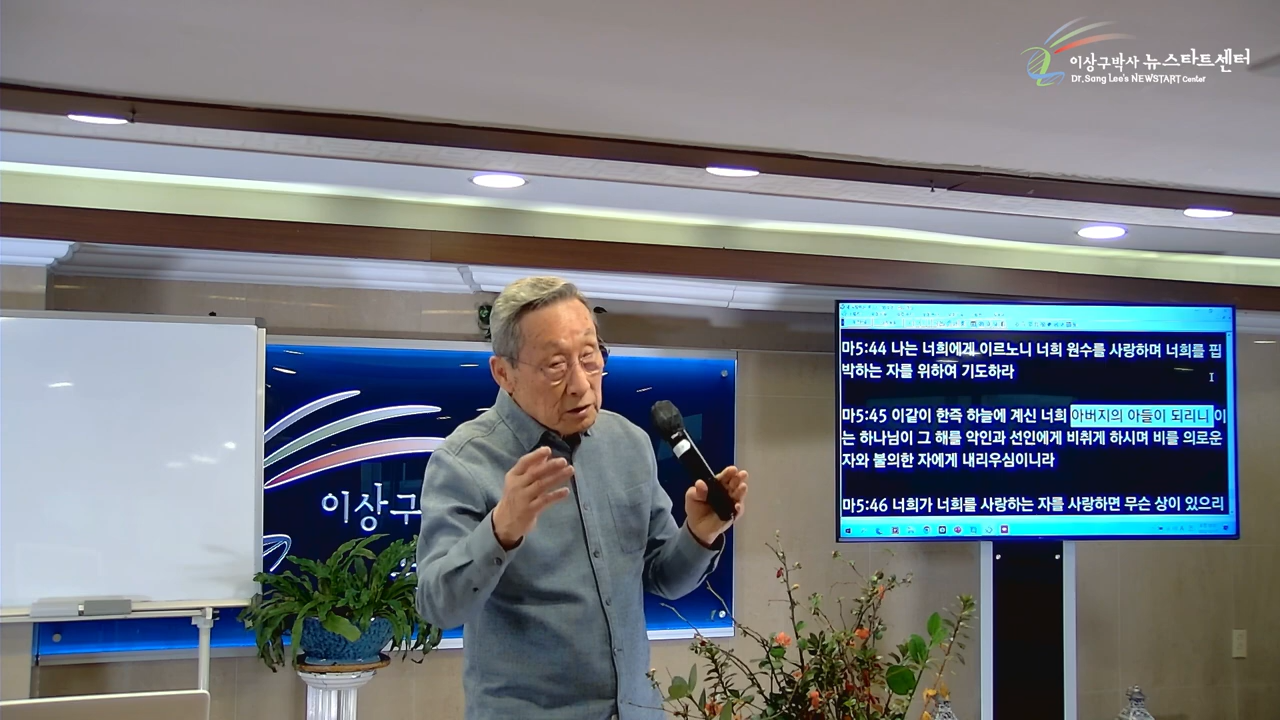 이상구박사 뉴스타트센터
Dr. Sang Lee's NEWSTART Center
마5:44 나는 너희에게 이르노니 너희 원수를 사랑하며 너희를 핍
박하는 자를 위하여 기도하라
마5:45 이같이 한즉 하늘에 계신 너희 아버지의 아들이 되리니 이
는 하나님이 그 해를 악인과 선인에게 비취게 하시며 비를 의로운
자와 불의한 자에게 내리우심이니라
마5:46 너희가 너희를 사랑하는 자를 사랑하면 무슨 상이 있으리
이상구